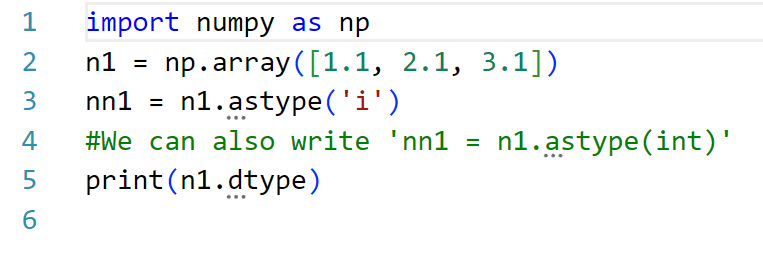 1 import numpy as np
2 n1 = np.array([1.1, 2.1, 3.1])
3 nn1 = n1.astype('i')
4 #We can also write 'nn1 = n1.astype(int)'
5 print(n1.dtype)
6